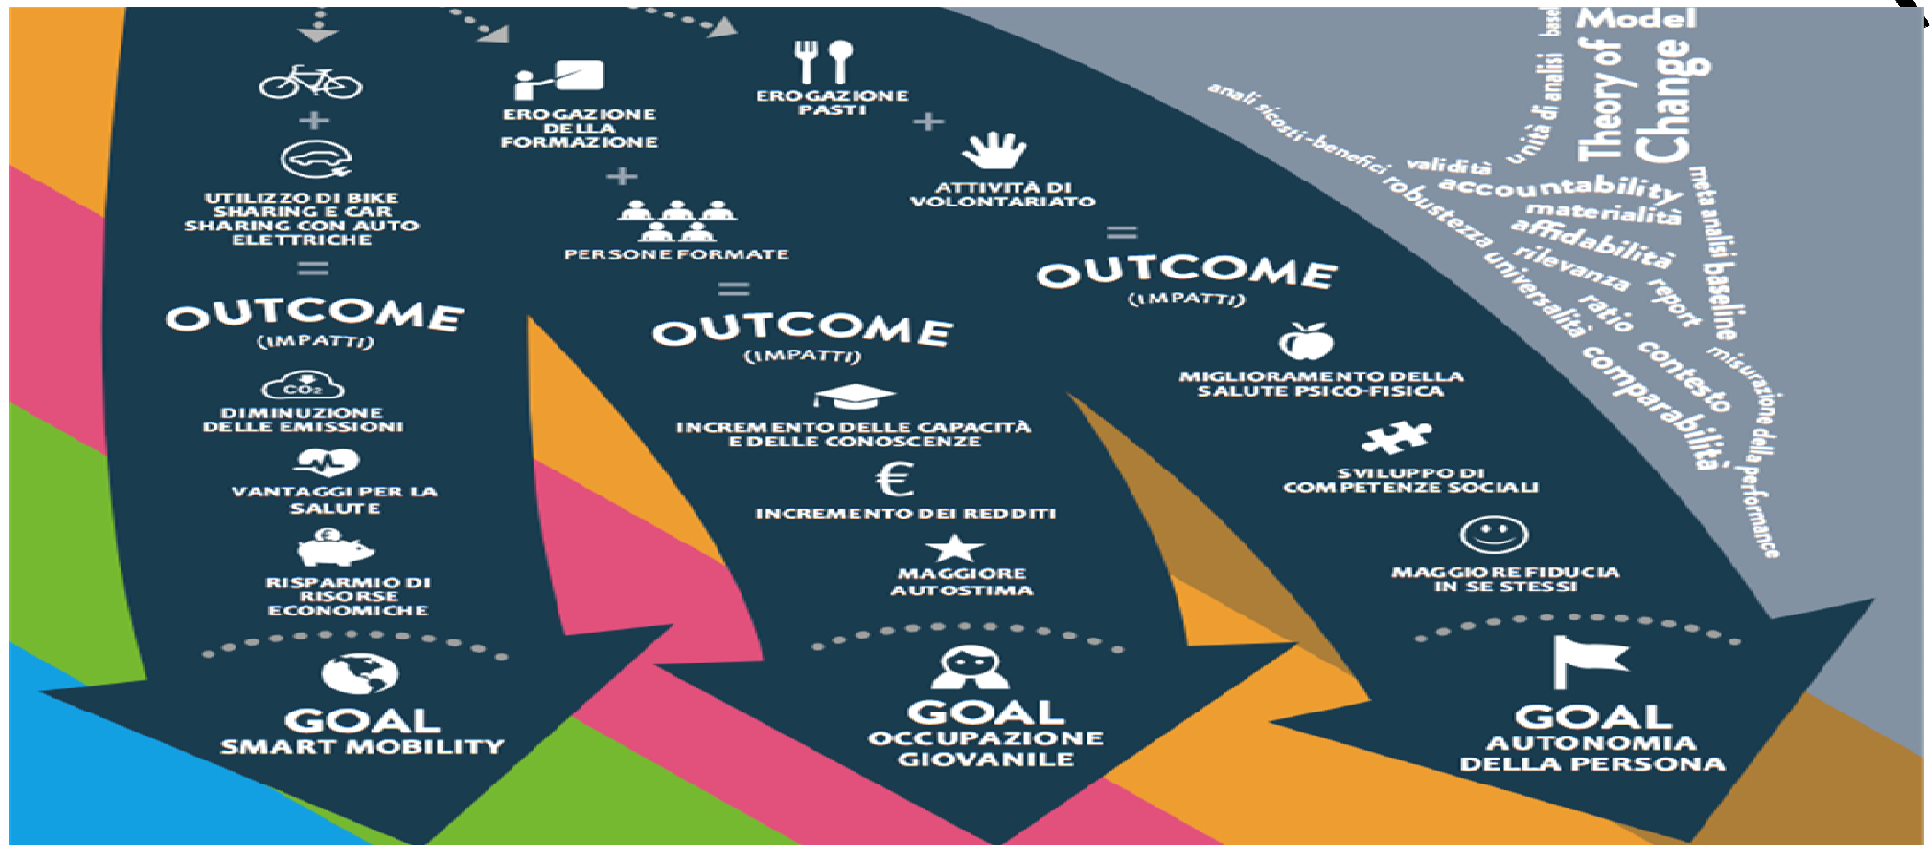 UTILIZZO DI BIKE
SHARING E CAR
SHARING CON AUTO
ELETTRICHE
=
OUTCOME
(IMPATTI)
CO2
DIMINUZIONE
DELLE EMISSIONI
VANTAGGI PER LA
SALUTE
€
RISPARMIO DI
RISORSE
ECONOMICHE
GOAL
SMART MOBILITY
EROGAZIONE
DELLA
FORMAZIONE
+
PERSONE FORMATE
=
OUTCOME
(IMPATTI)
INCREMENTO DELLE CAPACITÀ
E DELLE CONOSCENZE
€
INCREMENTO DEI REDDITI
MAGGIORE
AUTOSTIMA
GOAL
OCCUPAZIONE
GIOVANILE
EROGAZIONE
PASTI
+
ATTIVITÀ DI
VOLONTARIATO
=
OUTCOME
(IMPATTI)
MIGLIORAMENTO DELLA
SALUTE PSICO-FISICA
SVILUPPO DI
COMPETENZE SOCIALI
MAGGIORE FIDUCIA
IN SE STESSI
GOAL
AUTONOMIA
DELLA PERSONA
Model
Theory of
Change
unità di analisi
analisi costi-benefici
validità
accountability
materialità
affidabilità
robustezza
rilevanza
universalità
ratio
report
meta analisi
baseline
contesto
comparabilità
misurazione della performance